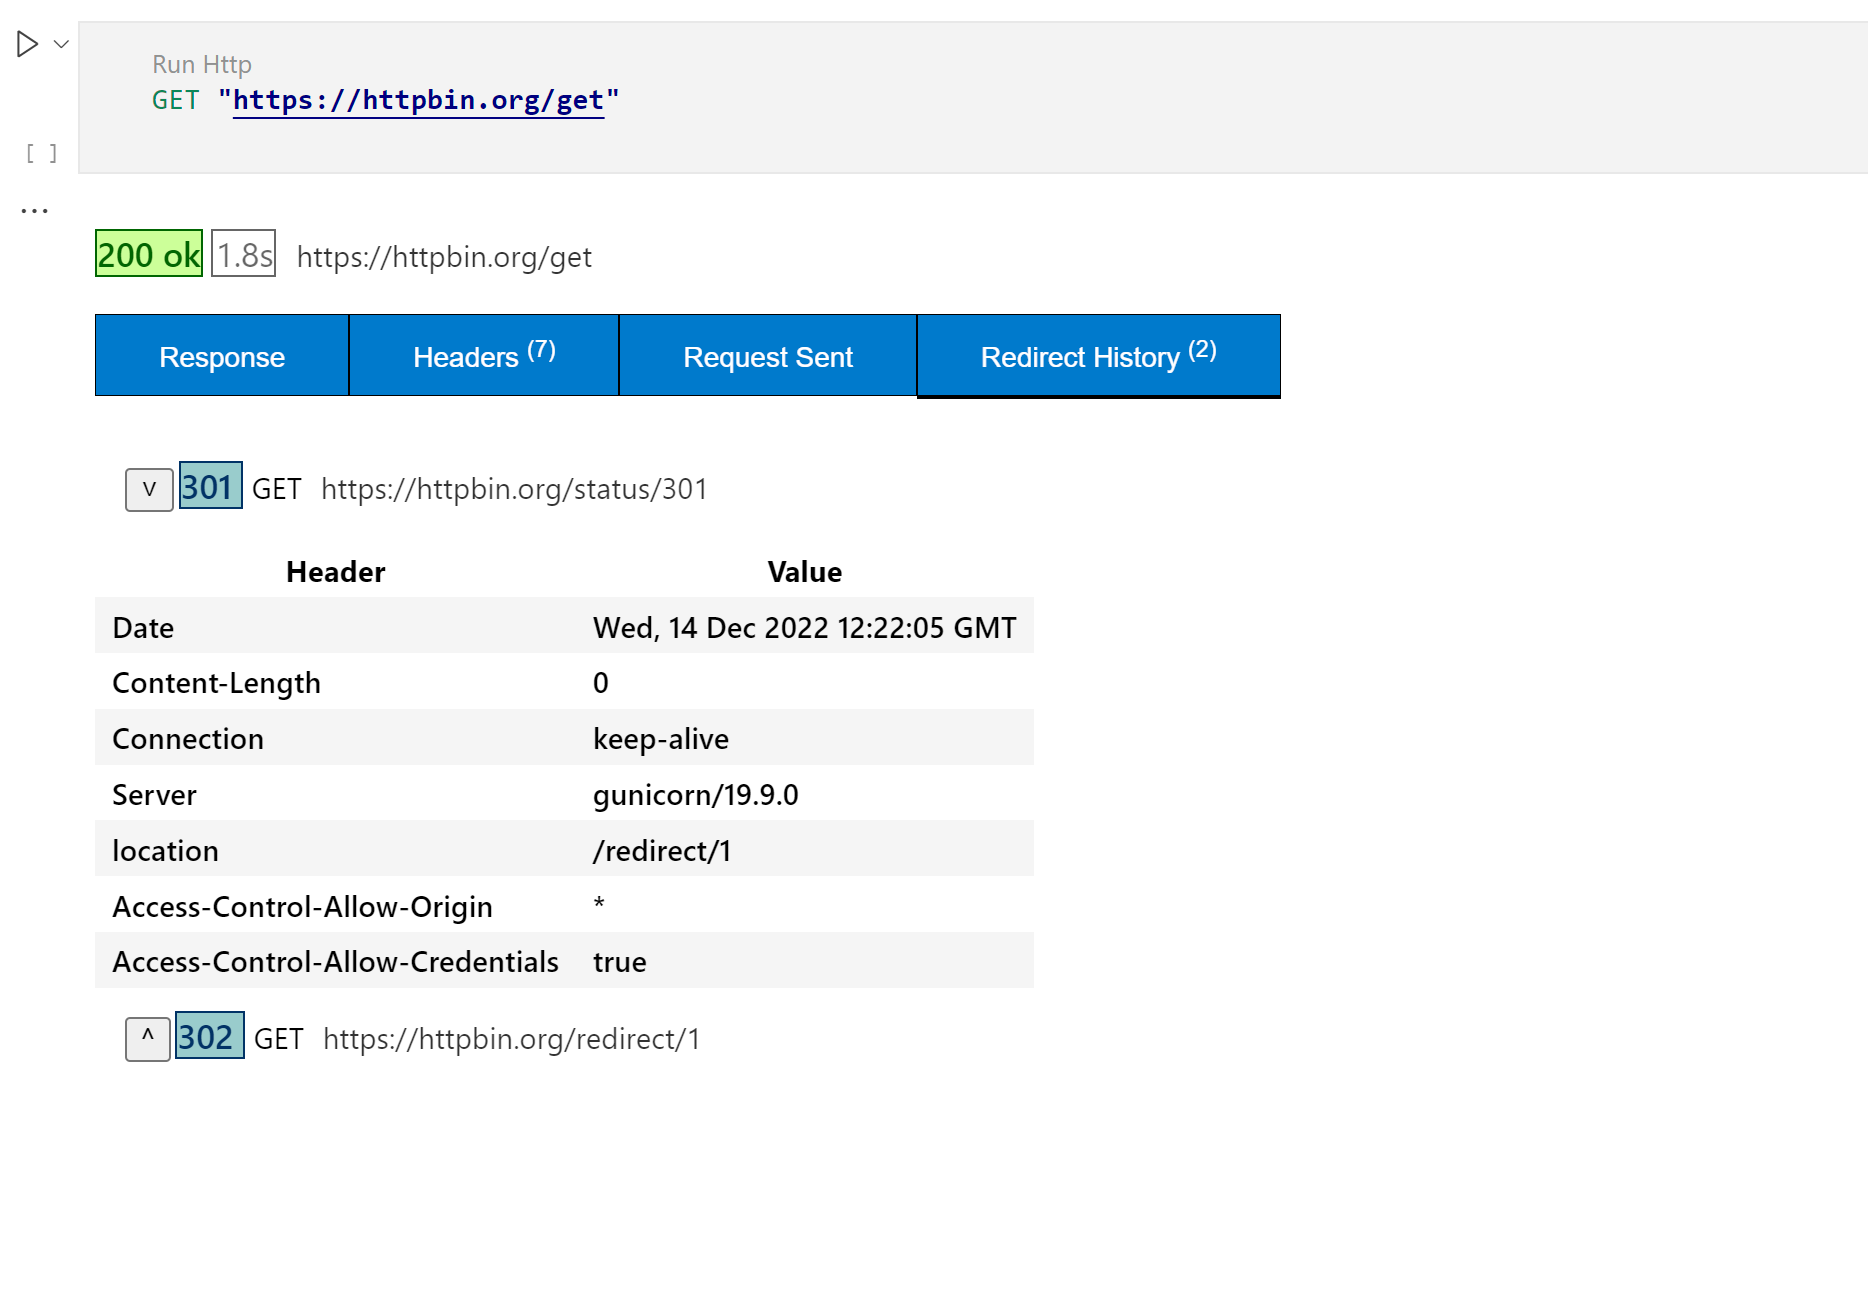 Run Http
GET "https://httpbin.org/get"
[ ]
...
200 ok 1.8s https://httpbin.org/get
Response Headers (7) Request Sent Redirect History (2)
v 301 GET https://httpbin.org/status/301
Header Value
Date Wed, 14 Dec 2022 12:22:05 GMT
Content-Length 0
Connection keep-alive
Server gunicorn/19.9.0
location /redirect/1
Access-Control-Allow-Origin *
Access-Control-Allow-Credentials true
^ 302 GET https://httpbin.org/redirect/1